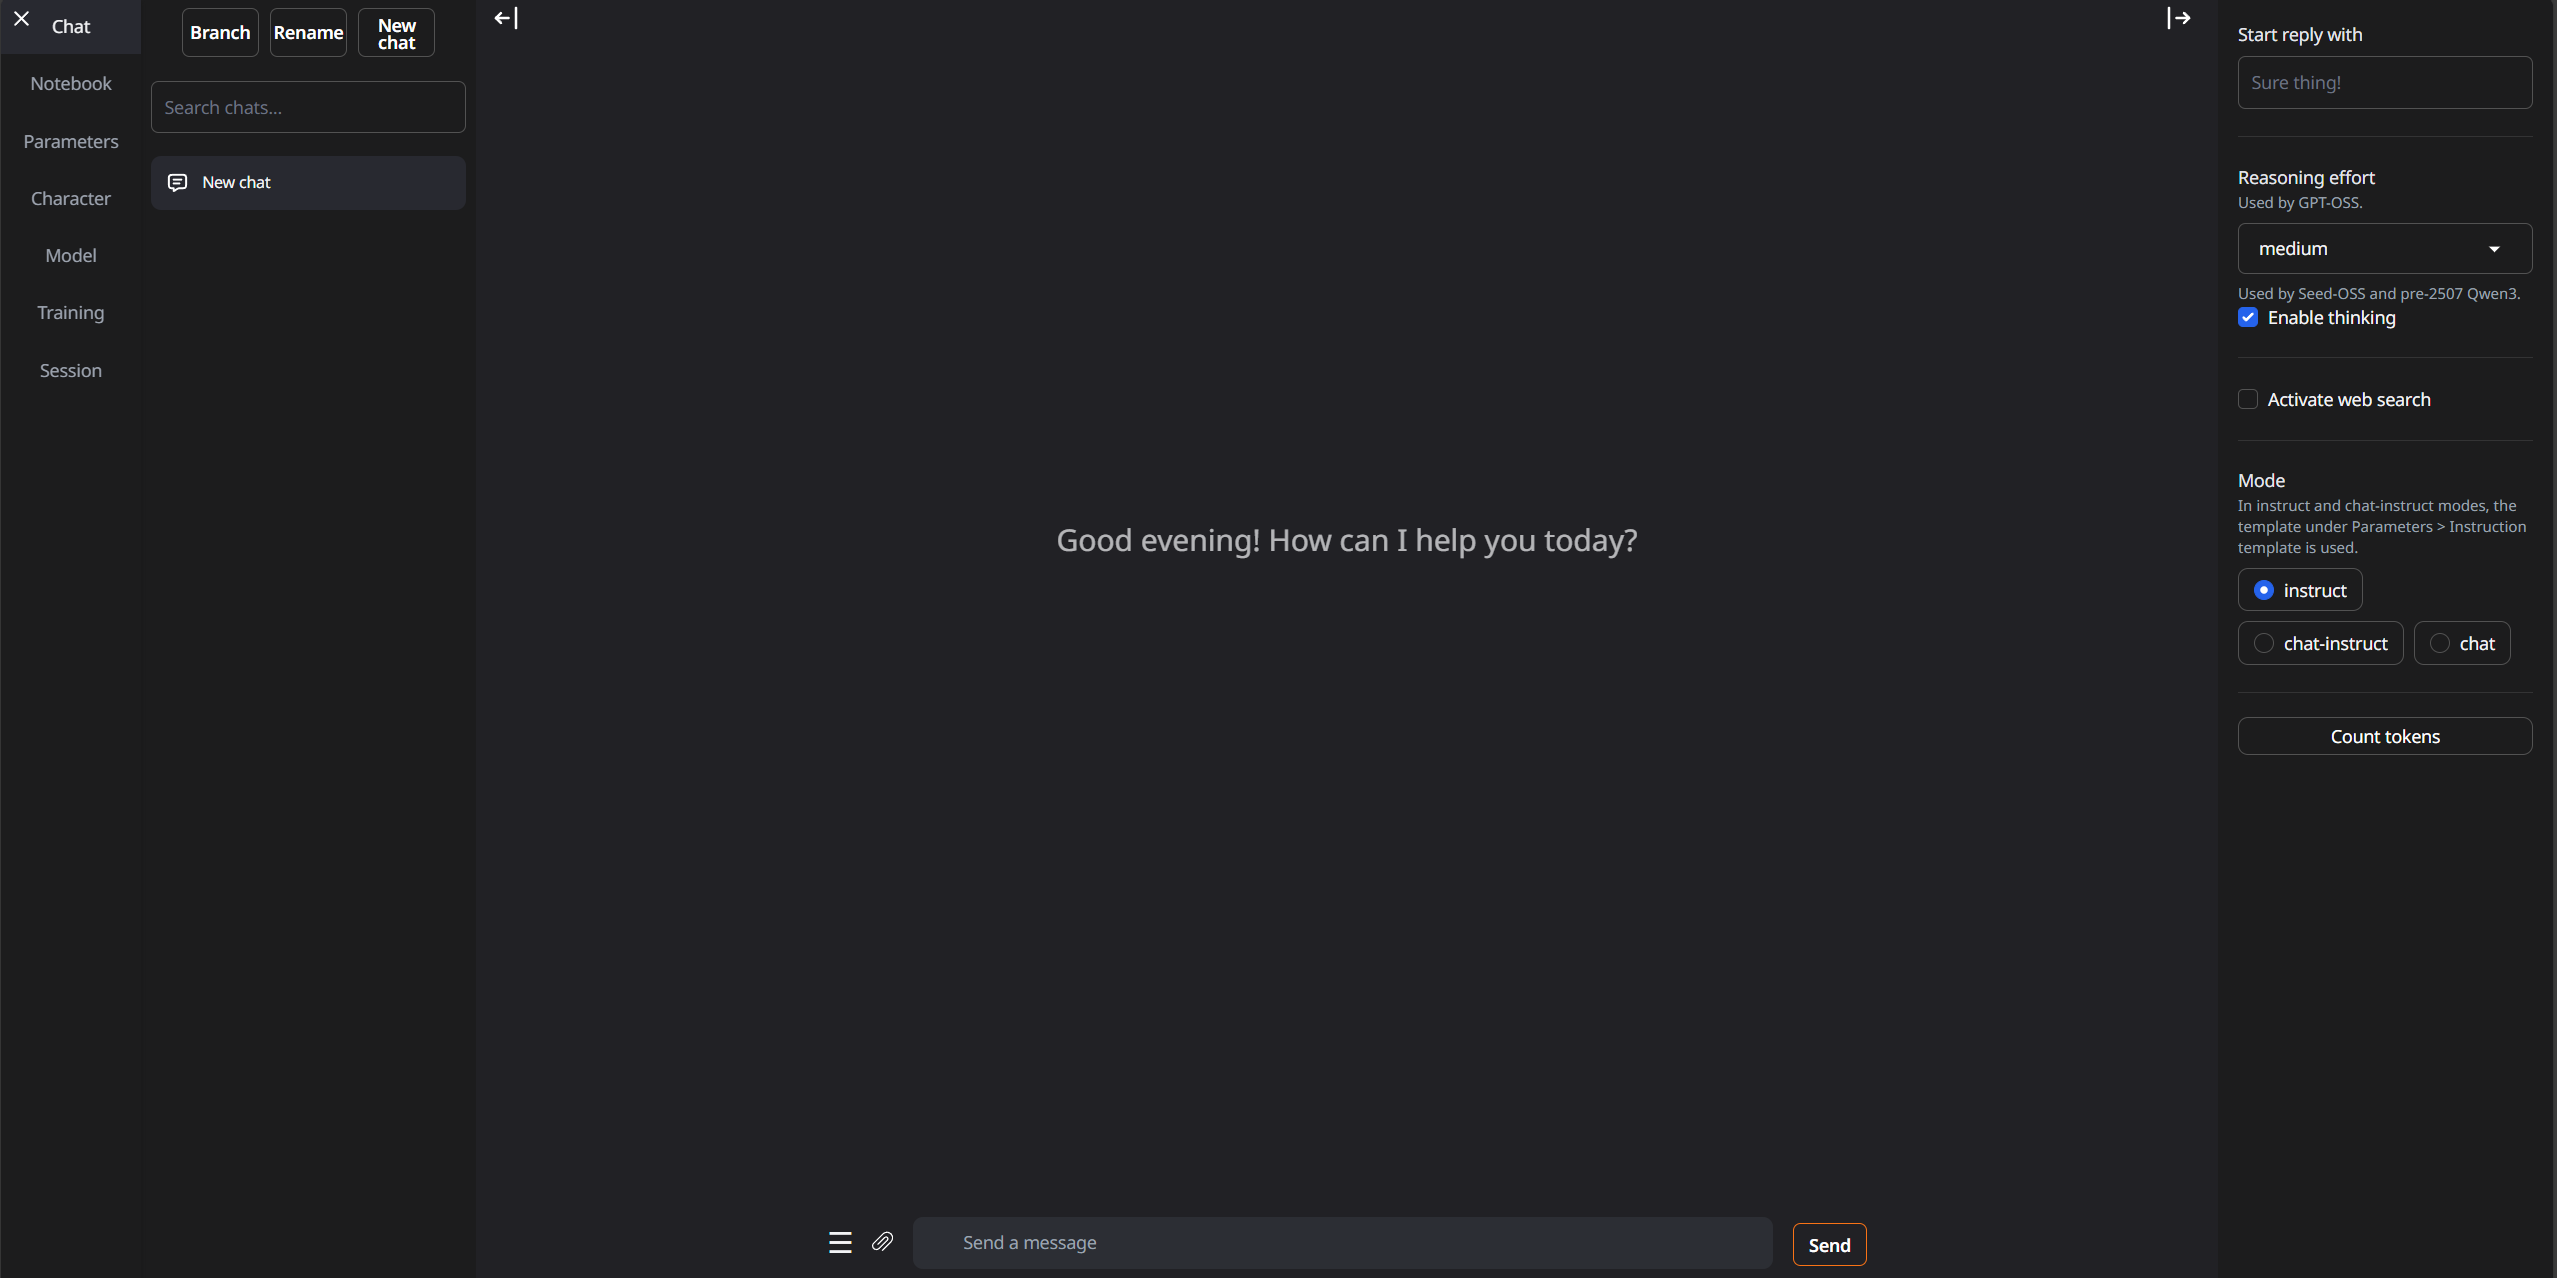 Chat
Notebook
Parameters
Character
Model
Training
Session
Branch
Rename
New
chat
Search chats...
New chat
Good evening! How can I help you today?
Send a message
Send
Start reply with
Sure thing!
Reasoning effort
Used by GPT-OSS.
medium
Used by Seed-OSS and pre-2507 Qwen3.
Enable thinking
Activate web search
Mode
In instruct and chat-instruct modes, the
template under Parameters > Instruction
template is used.
instruct
chat-instruct
chat
Count tokens